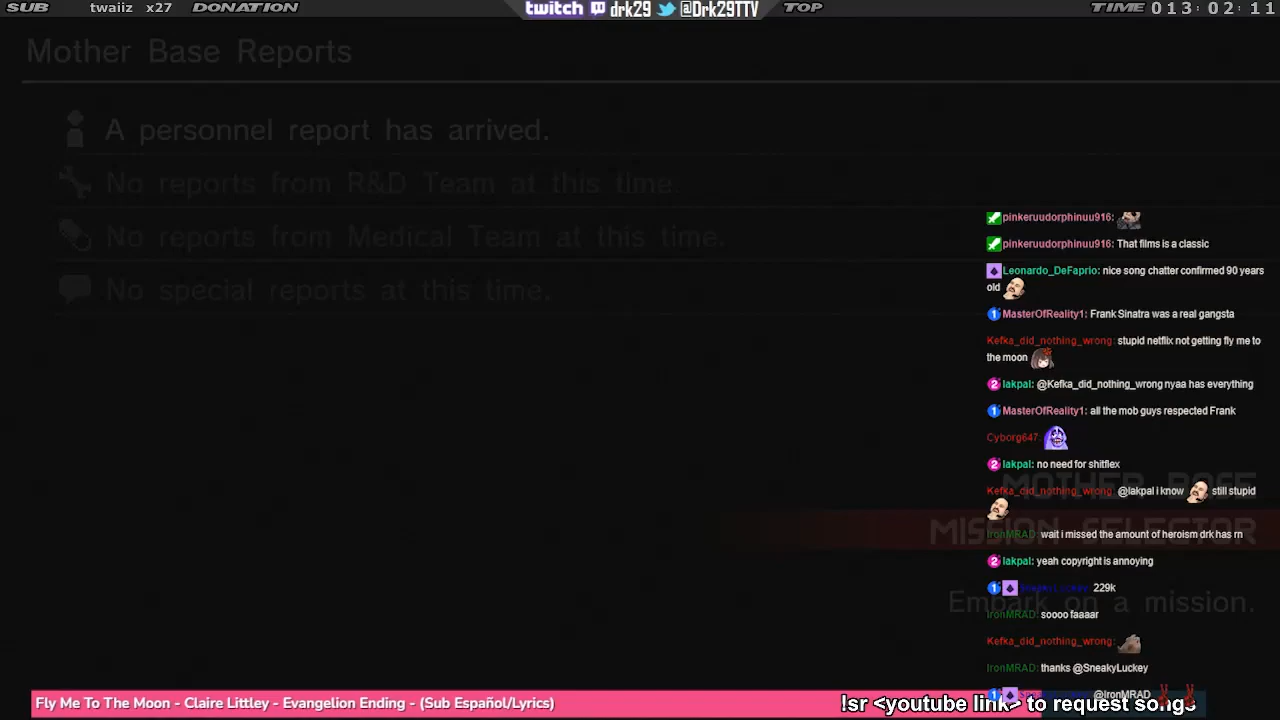 SUB twaiiz x27 DONATION twitch drk29 @Drk29TTV TOP TIME 013:02:11
Mother Base Reports
A personnel report has arrived.
No reports from R&D Team at this time.
No reports from Medical Team at this time.
No special reports at this time.
pinkeruudorphinuu916:
pinkeruudorphinuu916: That films is a classic
Leonardo_DeFaprio: nice song chatter confirmed 90 years
old
MasterOfReality1: Frank Sinatra was a real gangsta
Kefka_did_nothing_wrong: stupid netflix not getting fly me to
the moon
lakpal: @Kefka_did_nothing_wrong nyaa has everything
MasterOfReality1: all the mob guys respected Frank
Cyborg647:
lakpal: no need for shitflex
Kefka_did_nothing_wrong: @lakpal i know still stupid
IronMRAD: wait i missed the amount of heroism drk has rn
lakpal: yeah copyright is annoying
SneakyLuckey: 229k
IronMRAD: soooo faaaar
Kefka_did_nothing_wrong:
IronMRAD: thanks @SneakyLuckey
@IronMRAD
MOTHER BASE
MISSION SELECTOR
Embark on a mission.
Fly Me To The Moon - Claire Littley - Evangelion Ending - (Sub Español/Lyrics)
!sr <youtube link> to request songs